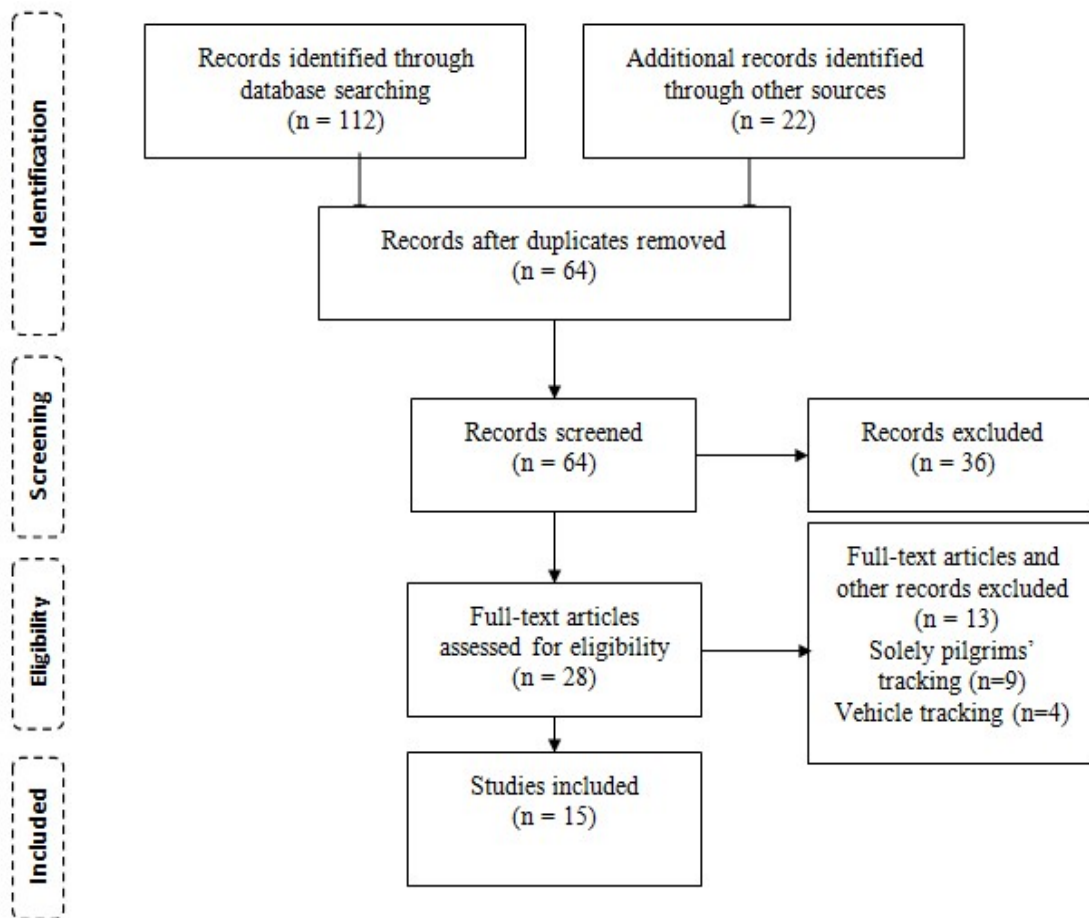 Identification
Records identified through
database searching
(n = 112)
Additional records identified
through other sources
(n = 22)
Records after duplicates removed
(n = 64)
Screening
Records screened
(n = 64)
Records excluded
(n = 36)
Eligibility
Full-text articles
assessed for eligibility
(n = 28)
Full-text articles and
other records excluded
(n = 13)
Solely pilgrims’
tracking (n=9)
Vehicle tracking (n=4)
Included
Studies included
(n = 15)